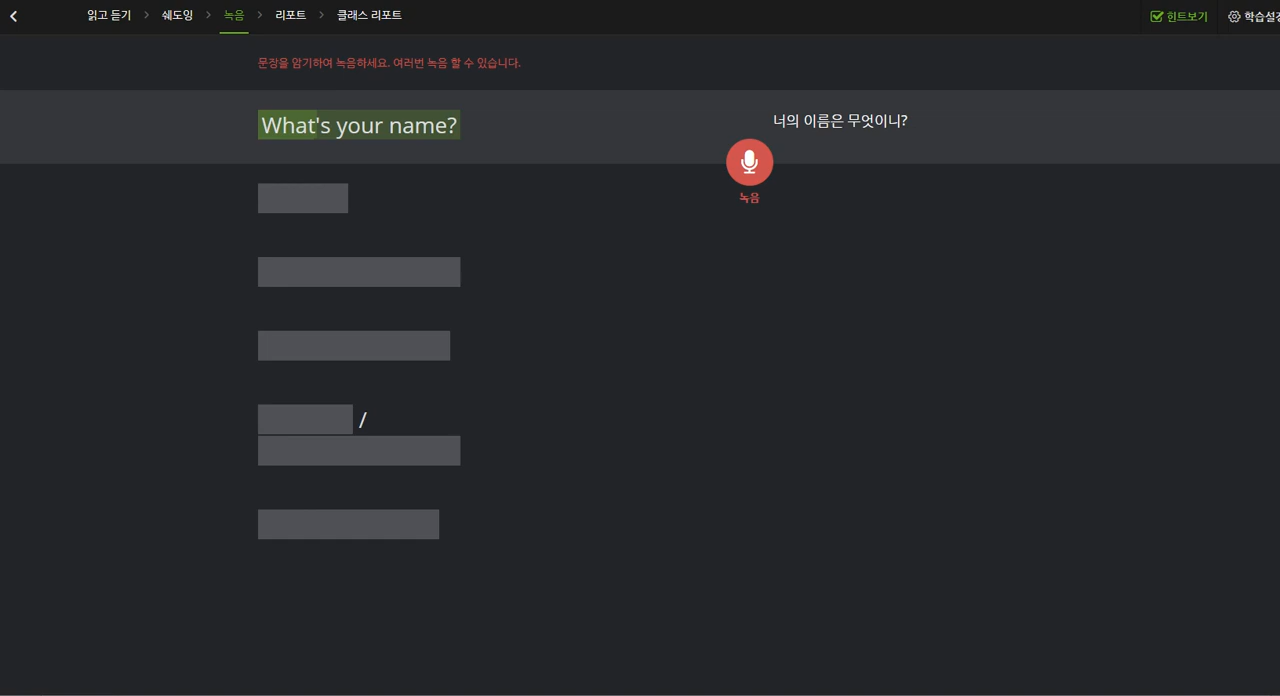 읽고 듣기 > 쉐도잉 > 녹음 > 리포트 > 클래스 리포트
힌트보기
학습설정
문장을 암기하여 녹음하세요. 여러번 녹음 할 수 있습니다.
What's your name?
너의 이름은 무엇이니?
녹음
/